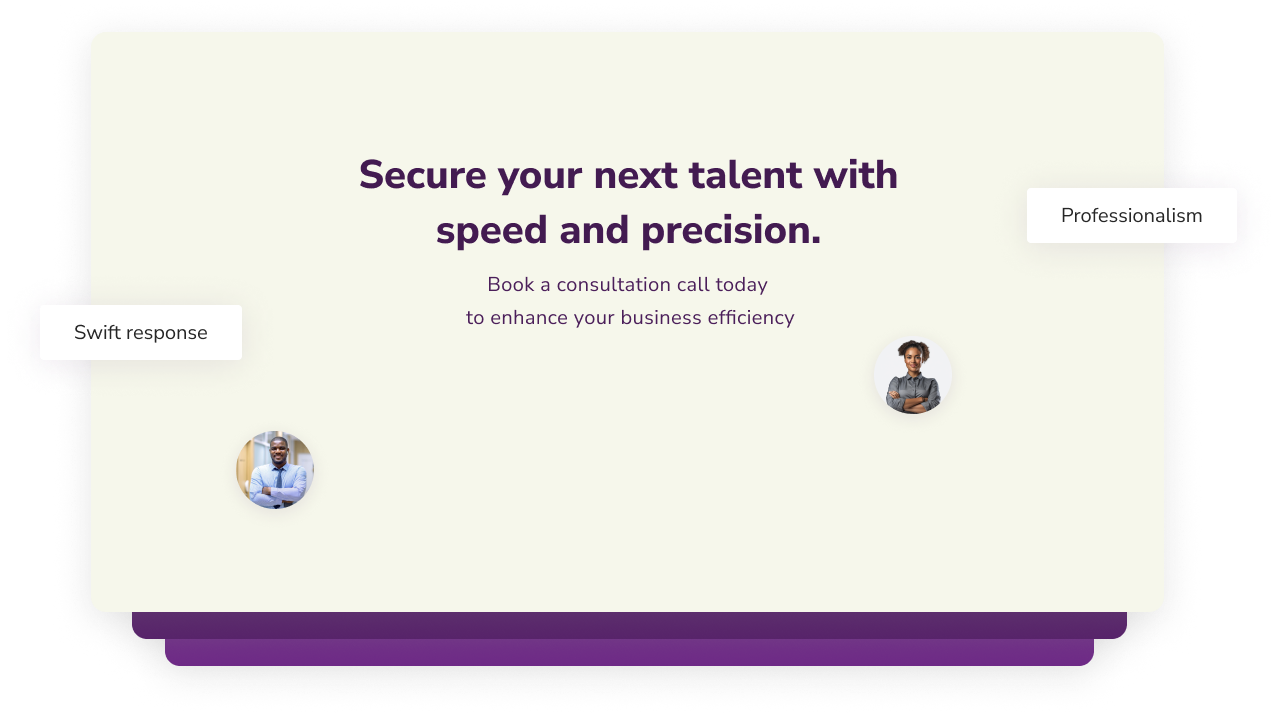 Secure your next talent with
speed and precision.
Professionalism
Book a consultation call today
to enhance your business efficiency
Swift response